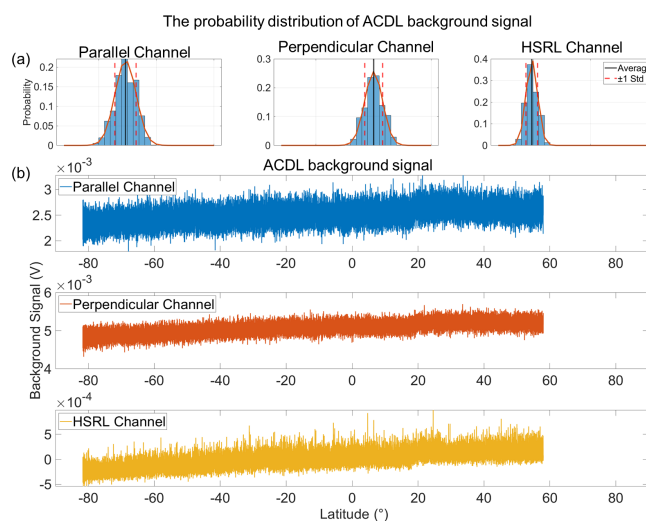 The probability distribution of ACDL background signal
(a)
Parallel Channel
Perpendicular Channel
HSRL Channel
Probability
0.2
0.15
0.1
0.05
0
0.4
0.3
0.2
0.1
0
0.4
0.3
0.2
0.1
0
Average
±1 Std
(b)
ACDL background signal
Background Signal (V)
×10⁻³
Parallel Channel
3
2.5
2
-80 -60 -40 -20 0 20 40 60 80
×10⁻³
Perpendicular Channel
6
5
4
-80 -60 -40 -20 0 20 40 60 80
×10⁻⁴
HSRL Channel
5
0
-5
-80 -60 -40 -20 0 20 40 60 80
Latitude (°)